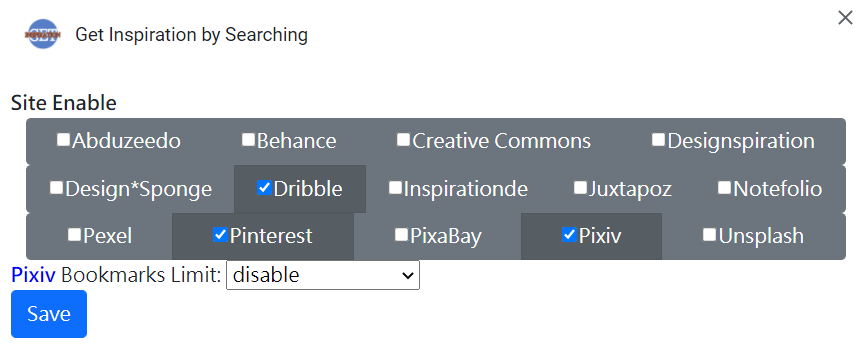 Get Inspiration by Searching
Site Enable
Abduzeedo Behance Creative Commons Designspiration
Design*Sponge Dribble Inspirationde Juxtapoz Notefolio
Pexel Pinterest PixaBay Pixiv Unsplash
Pixiv Bookmarks Limit: disable
Save